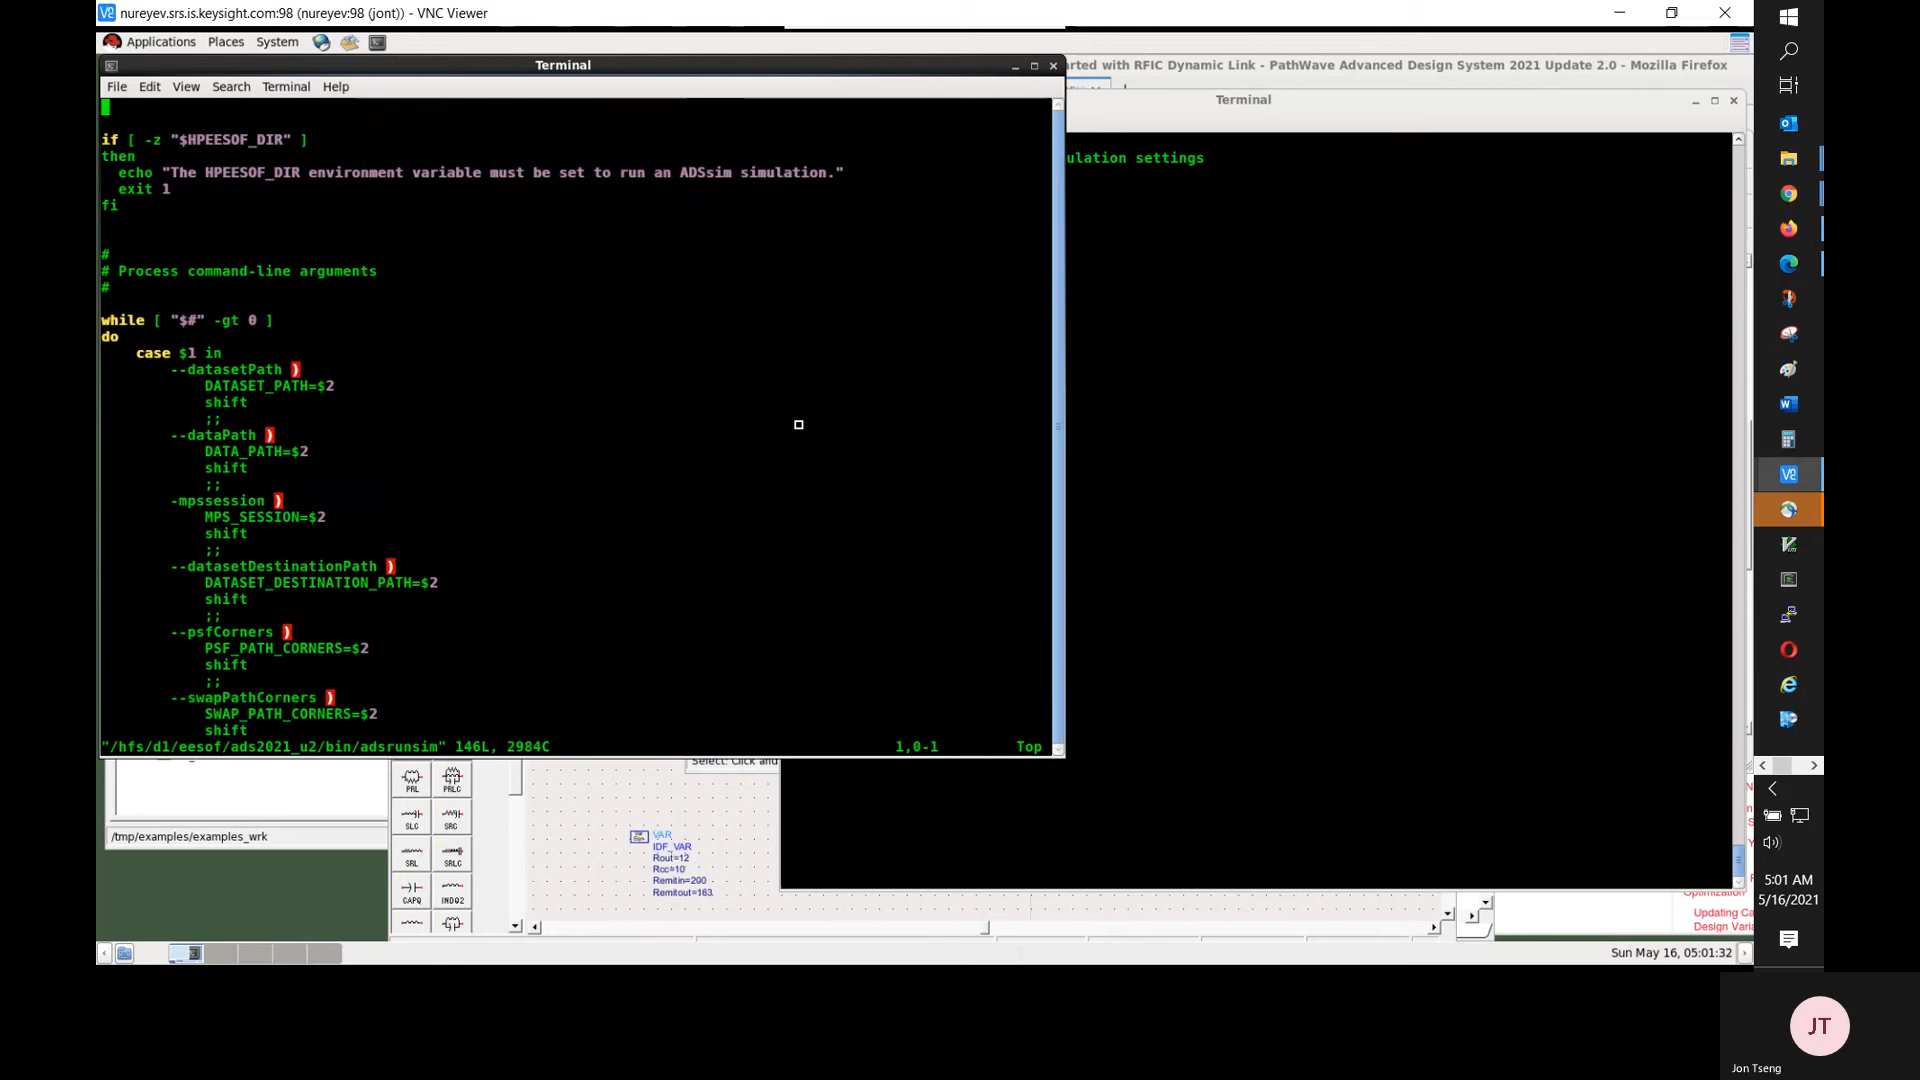 nureyev.srs.is.keysight.com:98 (nureyev:98 (jont)) - VNC Viewer
Applications Places System
Terminal
arted with RFIC Dynamic Link - PathWave Advanced Design System 2021 Update 2.0 - Mozilla Firefox
File Edit View Search Terminal Help
Terminal
ulation settings
if [ -z "$HPEESOF_DIR" ]
then
echo "The HPEESOF_DIR environment variable must be set to run an ADSsim simulation."
exit 1
fi
#
# Process command-line arguments
#
while [ "$#" -gt 0 ]
do
case $1 in
--datasetPath )
DATASET_PATH=$2
shift
;;
--dataPath )
DATA_PATH=$2
shift
;;
-mpssession )
MPS_SESSION=$2
shift
;;
--datasetDestinationPath )
DATASET_DESTINATION_PATH=$2
shift
;;
--psfCorners )
PSF_PATH_CORNERS=$2
shift
;;
--swapPathCorners )
SWAP_PATH_CORNERS=$2
shift
"/hfs/d1/eesof/ads2021_u2/bin/adsrunsim" 146L, 2984C 1,0-1 Top
Select: Click and
PRL PRLC
SLC SRC
SRL SRLC
CAPQ INDQ2
/tmp/examples/examples_wrk
VAR
IDF_VAR
Rout=12
Rcc=10
Remitin=200
Remitout=163
Optimization
Updating Ca
Design Varia
5:01 AM
5/16/2021
Sun May 16, 05:01:32
JT
Jon Tseng